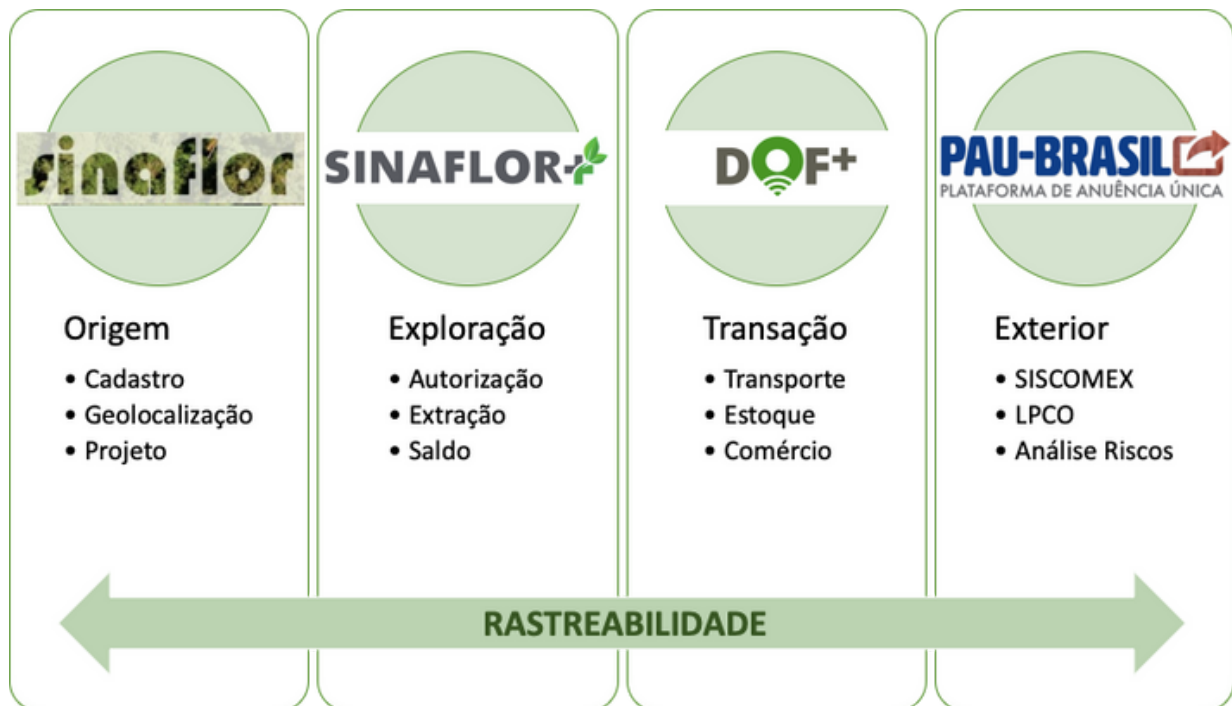 sinaflor
Origem
• Cadastro
• Geolocalização
• Projeto
SINAFLOR+
Exploração
• Autorização
• Extração
• Saldo
DOF+
Transação
• Transporte
• Estoque
• Comércio
PAU-BRASIL
PLATAFORMA DE ANUÊNCIA ÚNICA
Exterior
• SISCOMEX
• LPCO
• Análise Riscos
RASTREABILIDADE